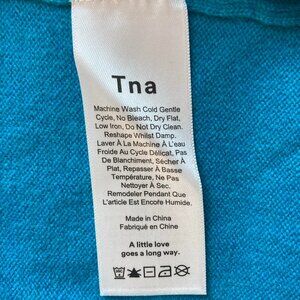 Tna
Machine Wash Cold Gentle
Cycle, No Bleach, Dry Flat,
Low Iron, Do Not Dry Clean.
Reshape Whilst Damp.
Laver À La Machine À L'eau
Froide Au Cycle Délicat, Pas
De Blanchiment, Sécher À
Plat, Repasser À Basse
Température, Ne Pas
Nettoyer À Sec,
Remodeler Pendant Que
L'article Est Encore Humide.
Made in China
Fabriqué en Chine
A little love
goes a long way.